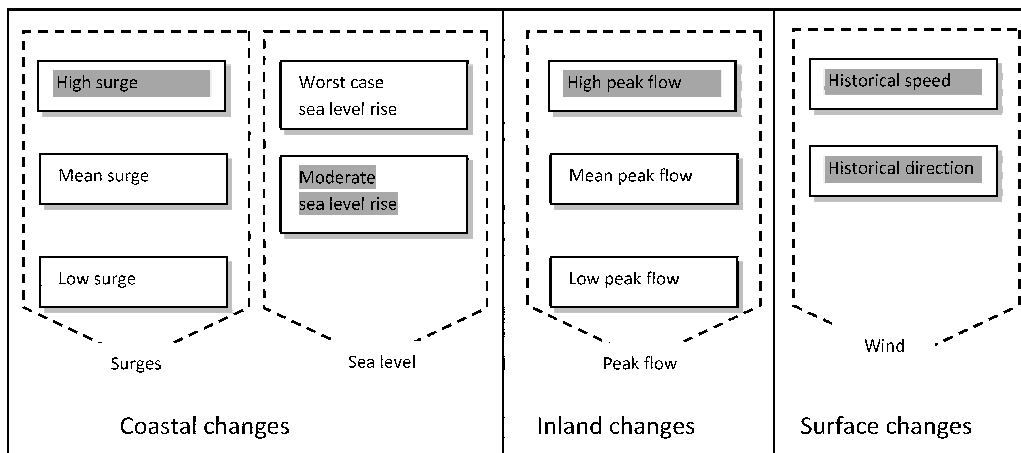 High surge
Mean surge
Low surge
Surges
Worst case
sea level rise
Moderate
sea level rise
Sea level
Coastal changes
High peak flow
Mean peak flow
Low peak flow
Peak flow
Inland changes
Historical speed
Historical direction
Wind
Surface changes